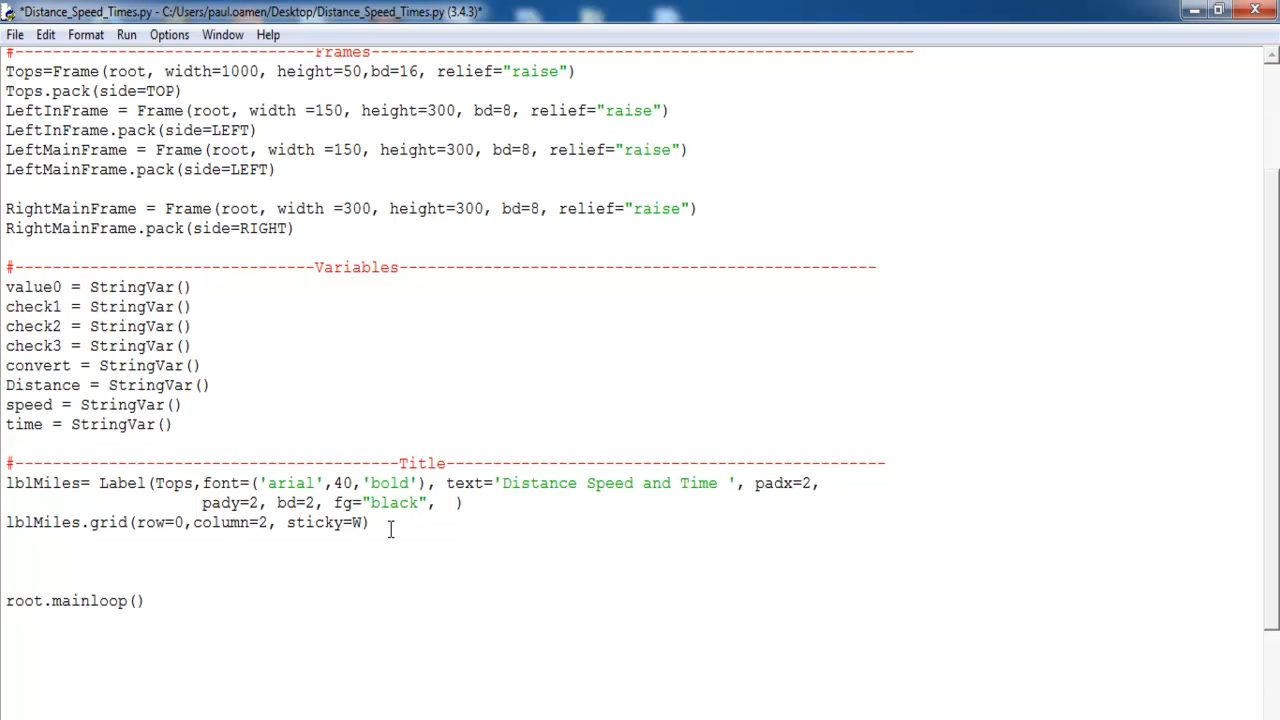 *Distance_Speed_Times.py - C:/Users/paul.oamen/Desktop/Distance_Speed_Times.py (3.4.3)*
File Edit Format Run Options Window Help
#---------------------------------Frames----------------------------------------------------------
Tops=Frame(root, width=1000, height=50,bd=16, relief="raise")
Tops.pack(side=TOP)
LeftInFrame = Frame(root, width =150, height=300, bd=8, relief="raise")
LeftInFrame.pack(side=LEFT)
LeftMainFrame = Frame(root, width =150, height=300, bd=8, relief="raise")
LeftMainFrame.pack(side=LEFT)
RightMainFrame = Frame(root, width =300, height=300, bd=8, relief="raise")
RightMainFrame.pack(side=RIGHT)
#--------------------------------Variables---------------------------------------------------
value0 = StringVar()
check1 = StringVar()
check2 = StringVar()
check3 = StringVar()
convert = StringVar()
Distance = StringVar()
speed = StringVar()
time = StringVar()
#-----------------------------------------Title-----------------------------------------------
lblMiles= Label(Tops,font=('arial',40,'bold'), text='Distance Speed and Time ', padx=2,
                     pady=2, bd=2, fg="black",  )
lblMiles.grid(row=0,column=2, sticky=W)
root.mainloop()